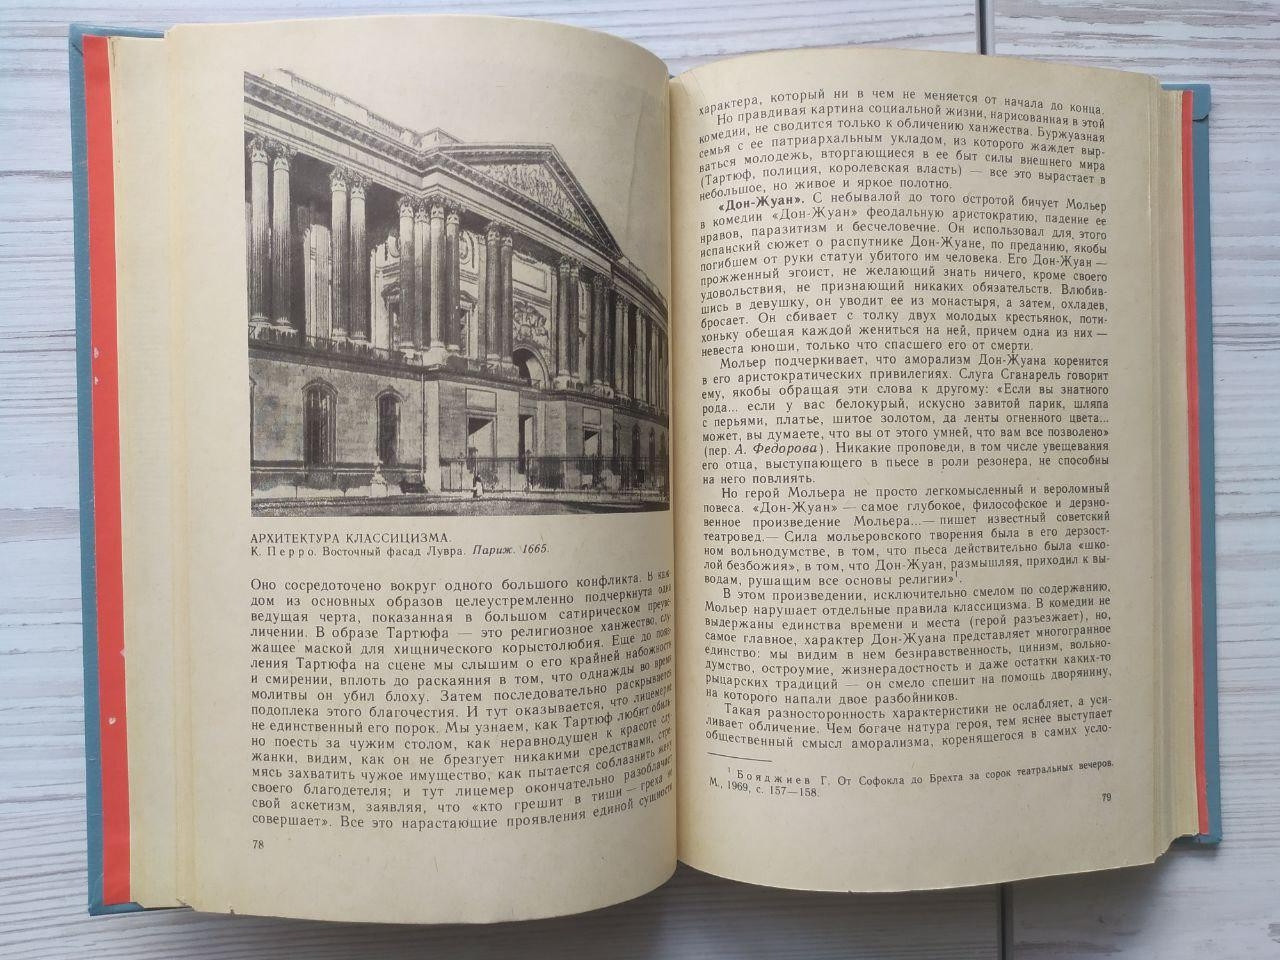 АРХИТЕКТУРА КЛАССИЦИЗМА.
К. Перро. Восточный фасад Лувра. Париж. 1665.
Оно сосредоточено вокруг одного большого конфликта. В каж-
дом из основных образов целеустремленно подчеркнута одна
ведущая черта, показанная в большом сатирическом преуве-
личении. В образе Тартюфа — это религиозное ханжество, слу-
жащее маской для хищнического корыстолюбия. Еще до появ-
ления Тартюфа на сцене мы слышим о его крайней набожности
и смирении, вплоть до раскаяния в том, что однажды во время
молитвы он убил блоху. Затем последовательно раскрывается
подоплека этого благочестия. И тут оказывается, что лицемерие
не единственный его порок. Мы узнаем, как Тартюф любит обиль-
но поесть за чужим столом, как неравнодушен к красоте слу-
жанки, видим, как он не брезгует никакими средствами, стре-
мясь захватить чужое имущество, как пытается соблазнить жену
своего благодетеля; и тут лицемер окончательно разоблачает
свой аскетизм, заявляя, что «кто грешит в тиши — греха не
совершает». Все это нарастающие проявления единой сущности
78
характера, который ни в чем не меняется от начала до конца.
Но правдивая картина социальной жизни, нарисованная в этой
комедии, не сводится только к обличению ханжества. Буржуазная
семья с ее патриархальным укладом, из которого жаждет выр-
ваться молодежь, вторгающиеся в ее быт силы внешнего мира
(Тартюф, полиция, королевская власть) — все это вырастает в
небольшое, но живое и яркое полотно.
«Дон-Жуан». С небывалой до того остротой бичует Мольер
в комедии «Дон-Жуан» феодальную аристократию, падение ее
нравов, паразитизм и бесчеловечие. Он использовал для этого
испанский сюжет о распутнике Дон-Жуане, по преданию, якобы
погибшем от руки статуи убитого им человека. Его Дон-Жуан —
прожженный эгоист, не желающий знать ничего, кроме своего
удовольствия, не признающий никаких обязательств. Влюбив-
шись в девушку, он уводит ее из монастыря, а затем, охладев,
бросает. Он сбивает с толку двух молодых крестьянок, поти-
хоньку обещая каждой жениться на ней, причем одна из них —
невеста юноши, только что спасшего его от смерти.
Мольер подчеркивает, что аморализм Дон-Жуана коренится
в его аристократических привилегиях. Слуга Сганарель говорит
ему, якобы обращая эти слова к другому: «Если вы знатного
рода... если у вас белокурый, искусно завитой парик, шляпа
с перьями, платье, шитое золотом, да ленты огненного цвета...
может, вы думаете, что вы от этого умней, что вам все позволено»
(пер. А. Федорова). Никакие проповеди, в том числе увещевания
его отца, выступающего в пьесе в роли резонера, не способны
на него повлиять.
Но герой Мольера не просто легкомысленный и вероломный
повеса. «Дон-Жуан» — самое глубокое, философское и дерзно-
венное произведение Мольера...— пишет известный советский
театровед.— Сила мольеровского творения была в его дерзост-
ном вольнодумстве, в том, что пьеса действительно была «шко-
лой безбожия», в том, что Дон-Жуан, размышляя, приходил к вы-
водам, рушащим все основы религии»¹.
В этом произведении, исключительно смелом по содержанию,
Мольер нарушает отдельные правила классицизма. В комедии не
выдержаны единства времени и места (герой разъезжает), но,
самое главное, характер Дон-Жуана представляет многогранное
единство: мы видим в нем безнравственность, цинизм, вольно-
думство, остроумие, жизнерадостность и даже остатки каких-то
рыцарских традиций — он смело спешит на помощь дворянину,
на которого напали двое разбойников.
Такая разносторонность характеристики не ослабляет, а уси-
ливает обличение. Чем богаче натура героя, тем яснее выступает
общественный смысл аморализма, коренящегося в самих усло-
¹ Бояджиев Г. От Софокла до Брехта за сорок театральных вечеров.
М., 1969, с. 157—158.
79